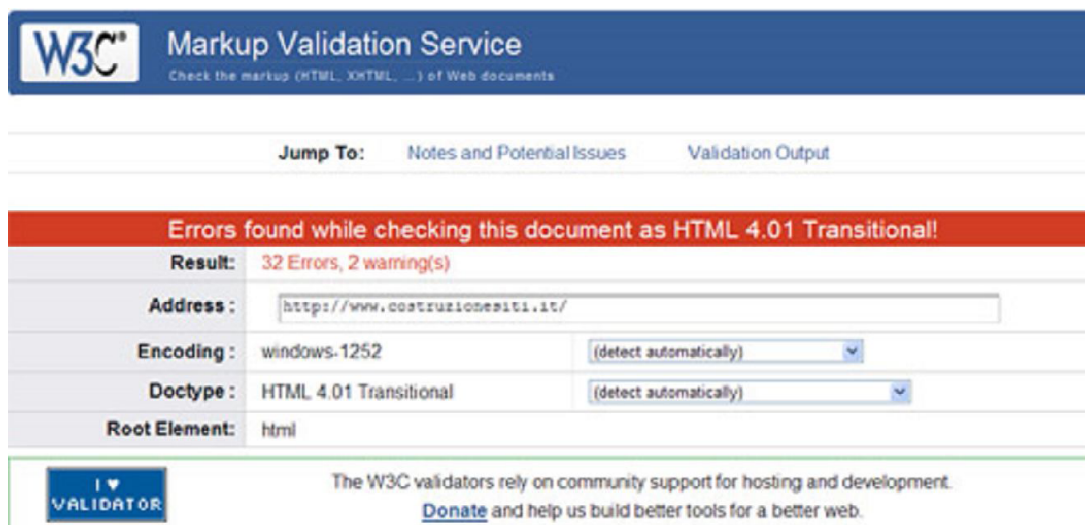 W3C®
Markup Validation Service
Check the markup (HTML, XHTML, ...) of Web documents
Jump To: Notes and Potential Issues Validation Output
Errors found while checking this document as HTML 4.01 Transitional!
Result: 32 Errors, 2 warning(s)
Address : http://www.costruzionesiti.it/
Encoding : windows-1252 (detect automatically)
Doctype : HTML 4.01 Transitional (detect automatically)
Root Element: html
I ♥
VALIDATOR
The W3C validators rely on community support for hosting and development.
Donate and help us build better tools for a better web.